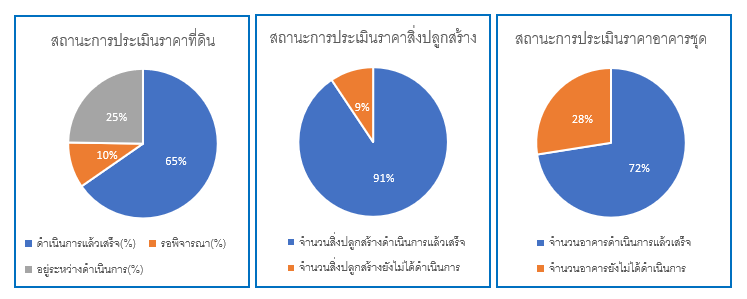 สถานะการประเมินราคาที่ดิน
25%
10%
65%
ดำเนินการแล้วเสร็จ(%)
รอพิจารณา(%)
อยู่ระหว่างดำเนินการ(%)
สถานะการประเมินราคาสิ่งปลูกสร้าง
9%
91%
จำนวนสิ่งปลูกสร้างดำเนินการแล้วเสร็จ
จำนวนสิ่งปลูกสร้างยังไม่ได้ดำเนินการ
สถานะการประเมินราคาอาคารชุด
28%
72%
จำนวนอาคารดำเนินการแล้วเสร็จ
จำนวนอาคารยังไม่ได้ดำเนินการ